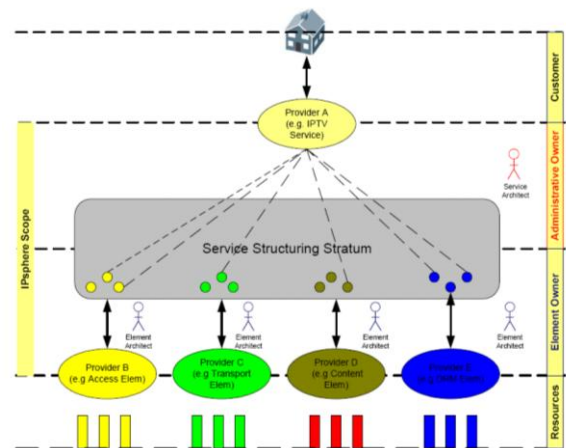 Customer
Provider A
(e.g. IPTV
Service)
Service
Architect
Administrative Owner
IPsphere Scope
Service Structuring Stratum
Element
Architect
Element
Architect
Element
Architect
Element
Architect
Element Owner
Provider B
(e.g Access Elem)
Provider C
(e.g Transport
Elem)
Provider D
(e.g Content
Elem)
Provider E
Resources